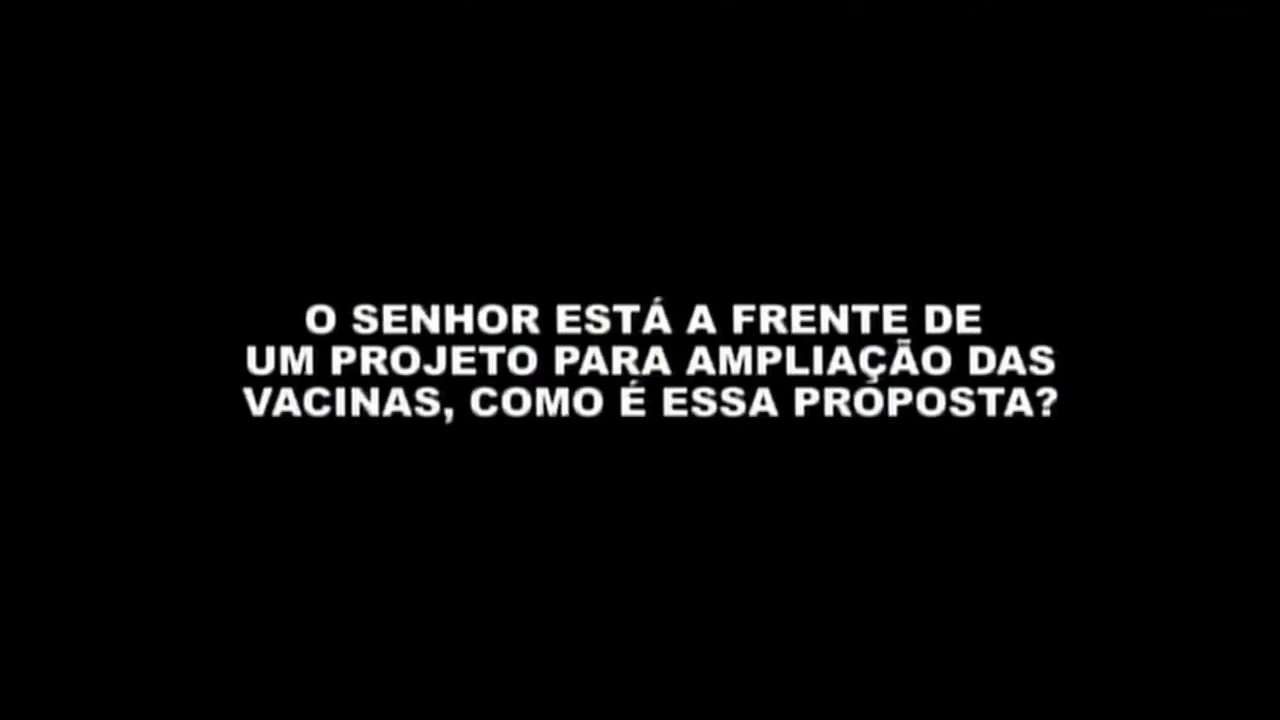 O SENHOR ESTÁ A FRENTE DE
UM PROJETO PARA AMPLIAÇÃO DAS
VACINAS, COMO É ESSA PROPOSTA?